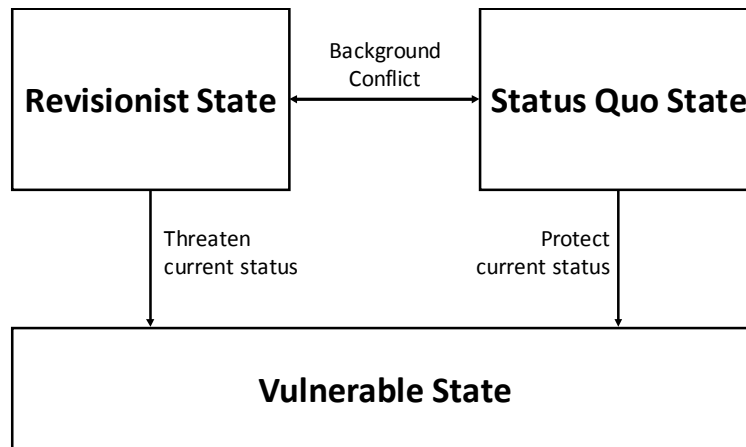 Background
Conflict
Revisionist State
Status Quo State
Threaten
current status
Protect
current status
Vulnerable State